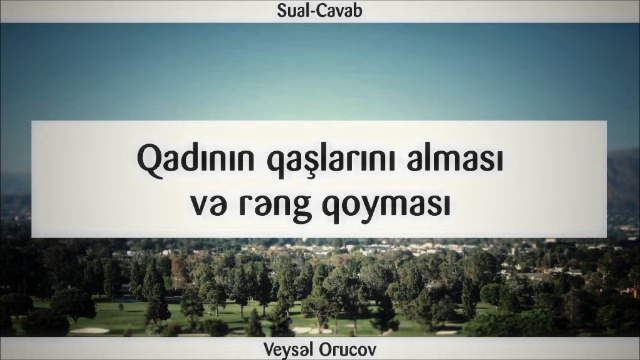 Sual-Cavab
Qadının qaşlarını alması
və rəng qoyması
Veysəl Orucov